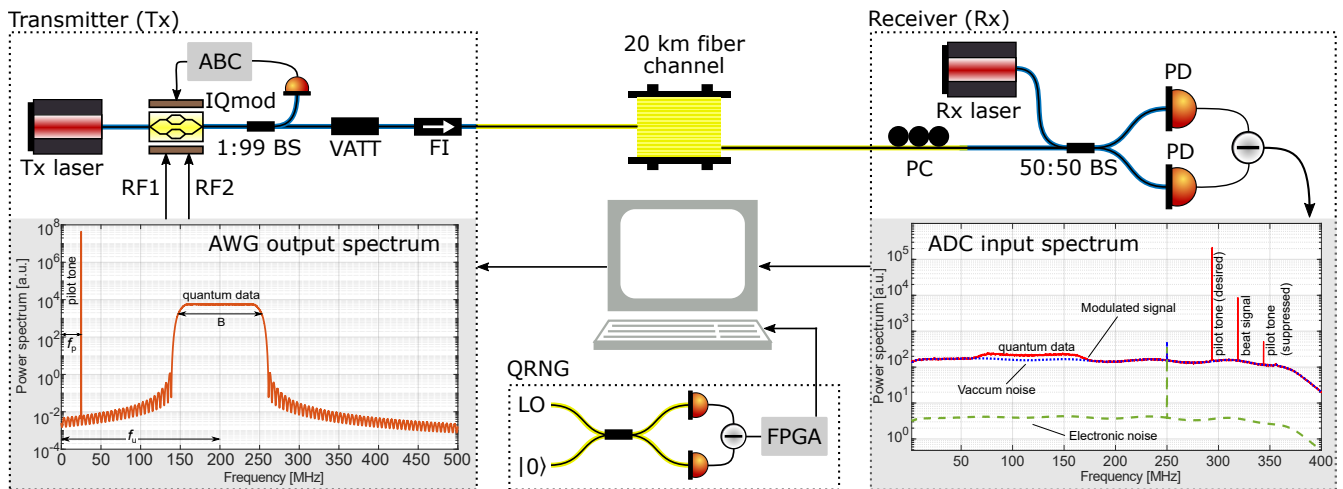 Transmitter (Tx)
ABC
IQmod
Tx laser
1:99 BS
VATT
FI
RF1
RF2
20 km fiber
channel
Receiver (Rx)
Rx laser
PC
50:50 BS
PD
PD
AWG output spectrum
Power spectrum [a.u.]
10^8
10^6
10^4
10^2
10^0
10^-2
10^-4
pilot tone
quantum data
B
f_p
f_u
0
50
100
150
200
250
300
350
400
450
500
Frequency [MHz]
QRNG
LO
|0⟩
FPGA
ADC input spectrum
Power spectrum [a.u.]
10^5
10^4
10^3
10^2
10^1
10^0
quantum data
Modulated signal
Vaccum noise
Electronic noise
pilot tone (desired)
beat signal
pilot tone
(suppressed)
50
100
150
200
250
300
350
400
Frequency [MHz]